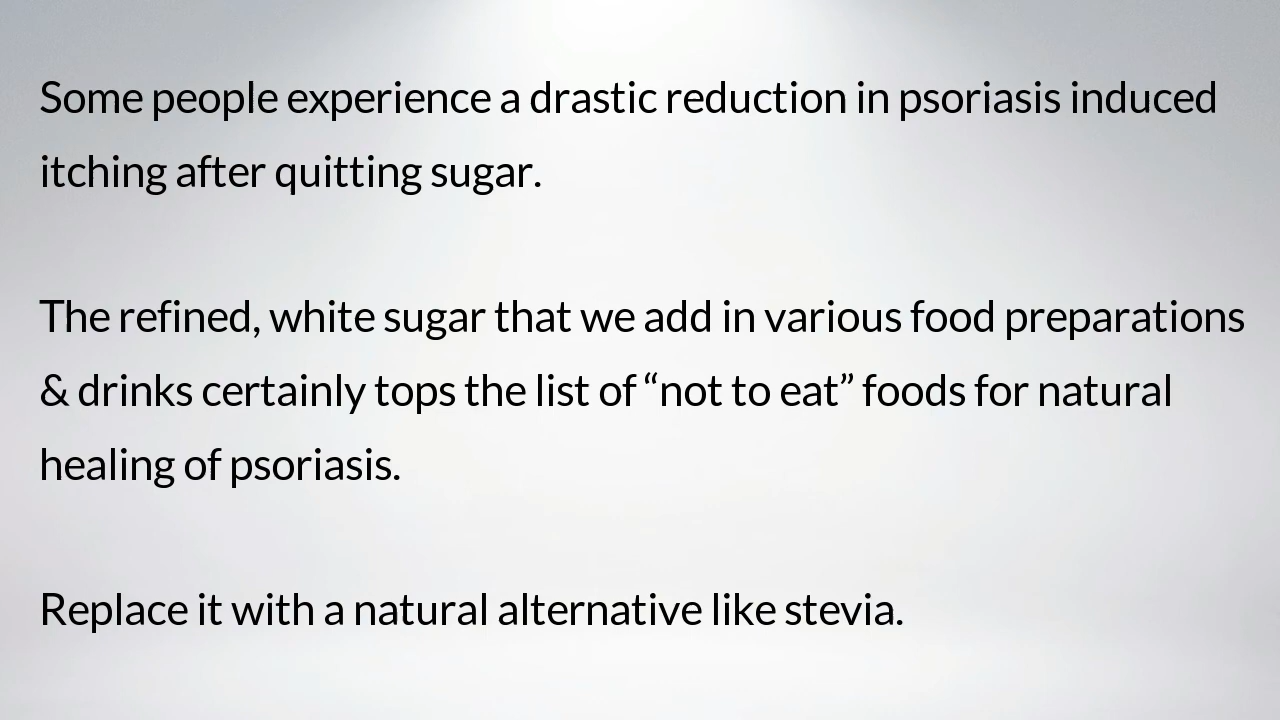 Some people experience a drastic reduction in psoriasis induced
itching after quitting sugar.
The refined, white sugar that we add in various food preparations
& drinks certainly tops the list of “not to eat” foods for natural
healing of psoriasis.
Replace it with a natural alternative like stevia.